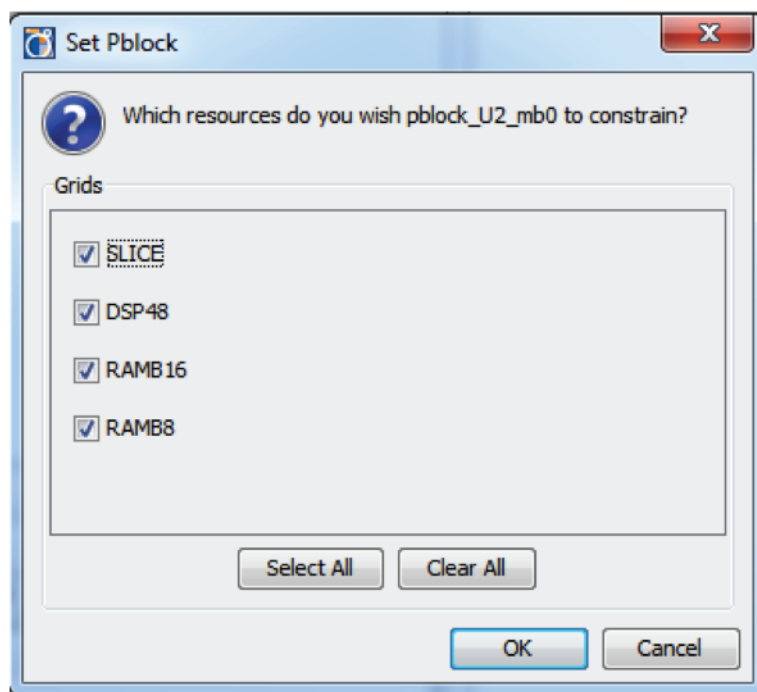 Set Pblock
Which resources do you wish pblock_U2_mb0 to constrain?
Grids
SLICE
DSP48
RAMB16
RAMB8
Select All Clear All
OK Cancel